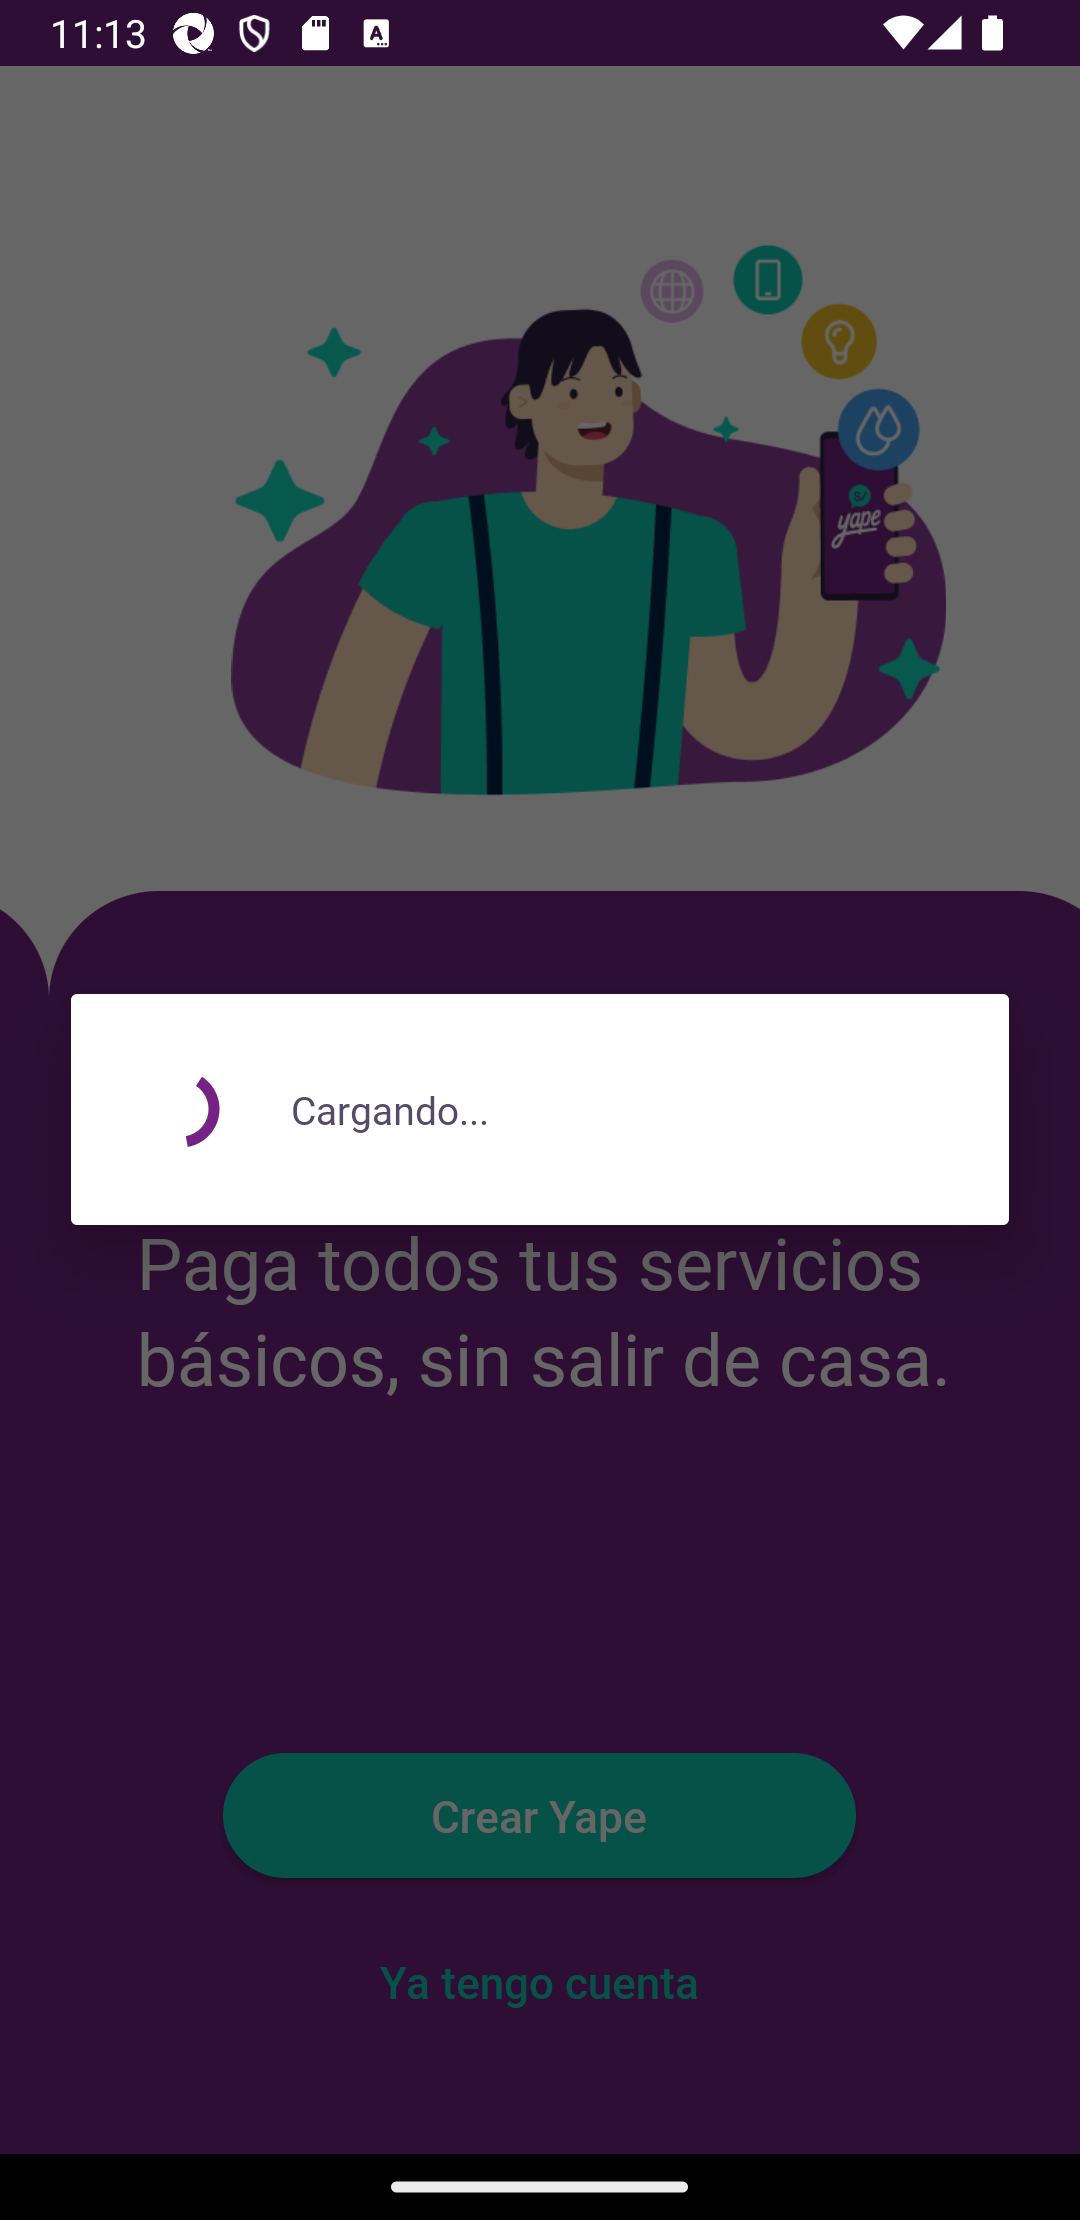 11:13
S/
yape
Cargando...
Paga todos tus servicios
básicos, sin salir de casa.
Crear Yape
Ya tengo cuenta